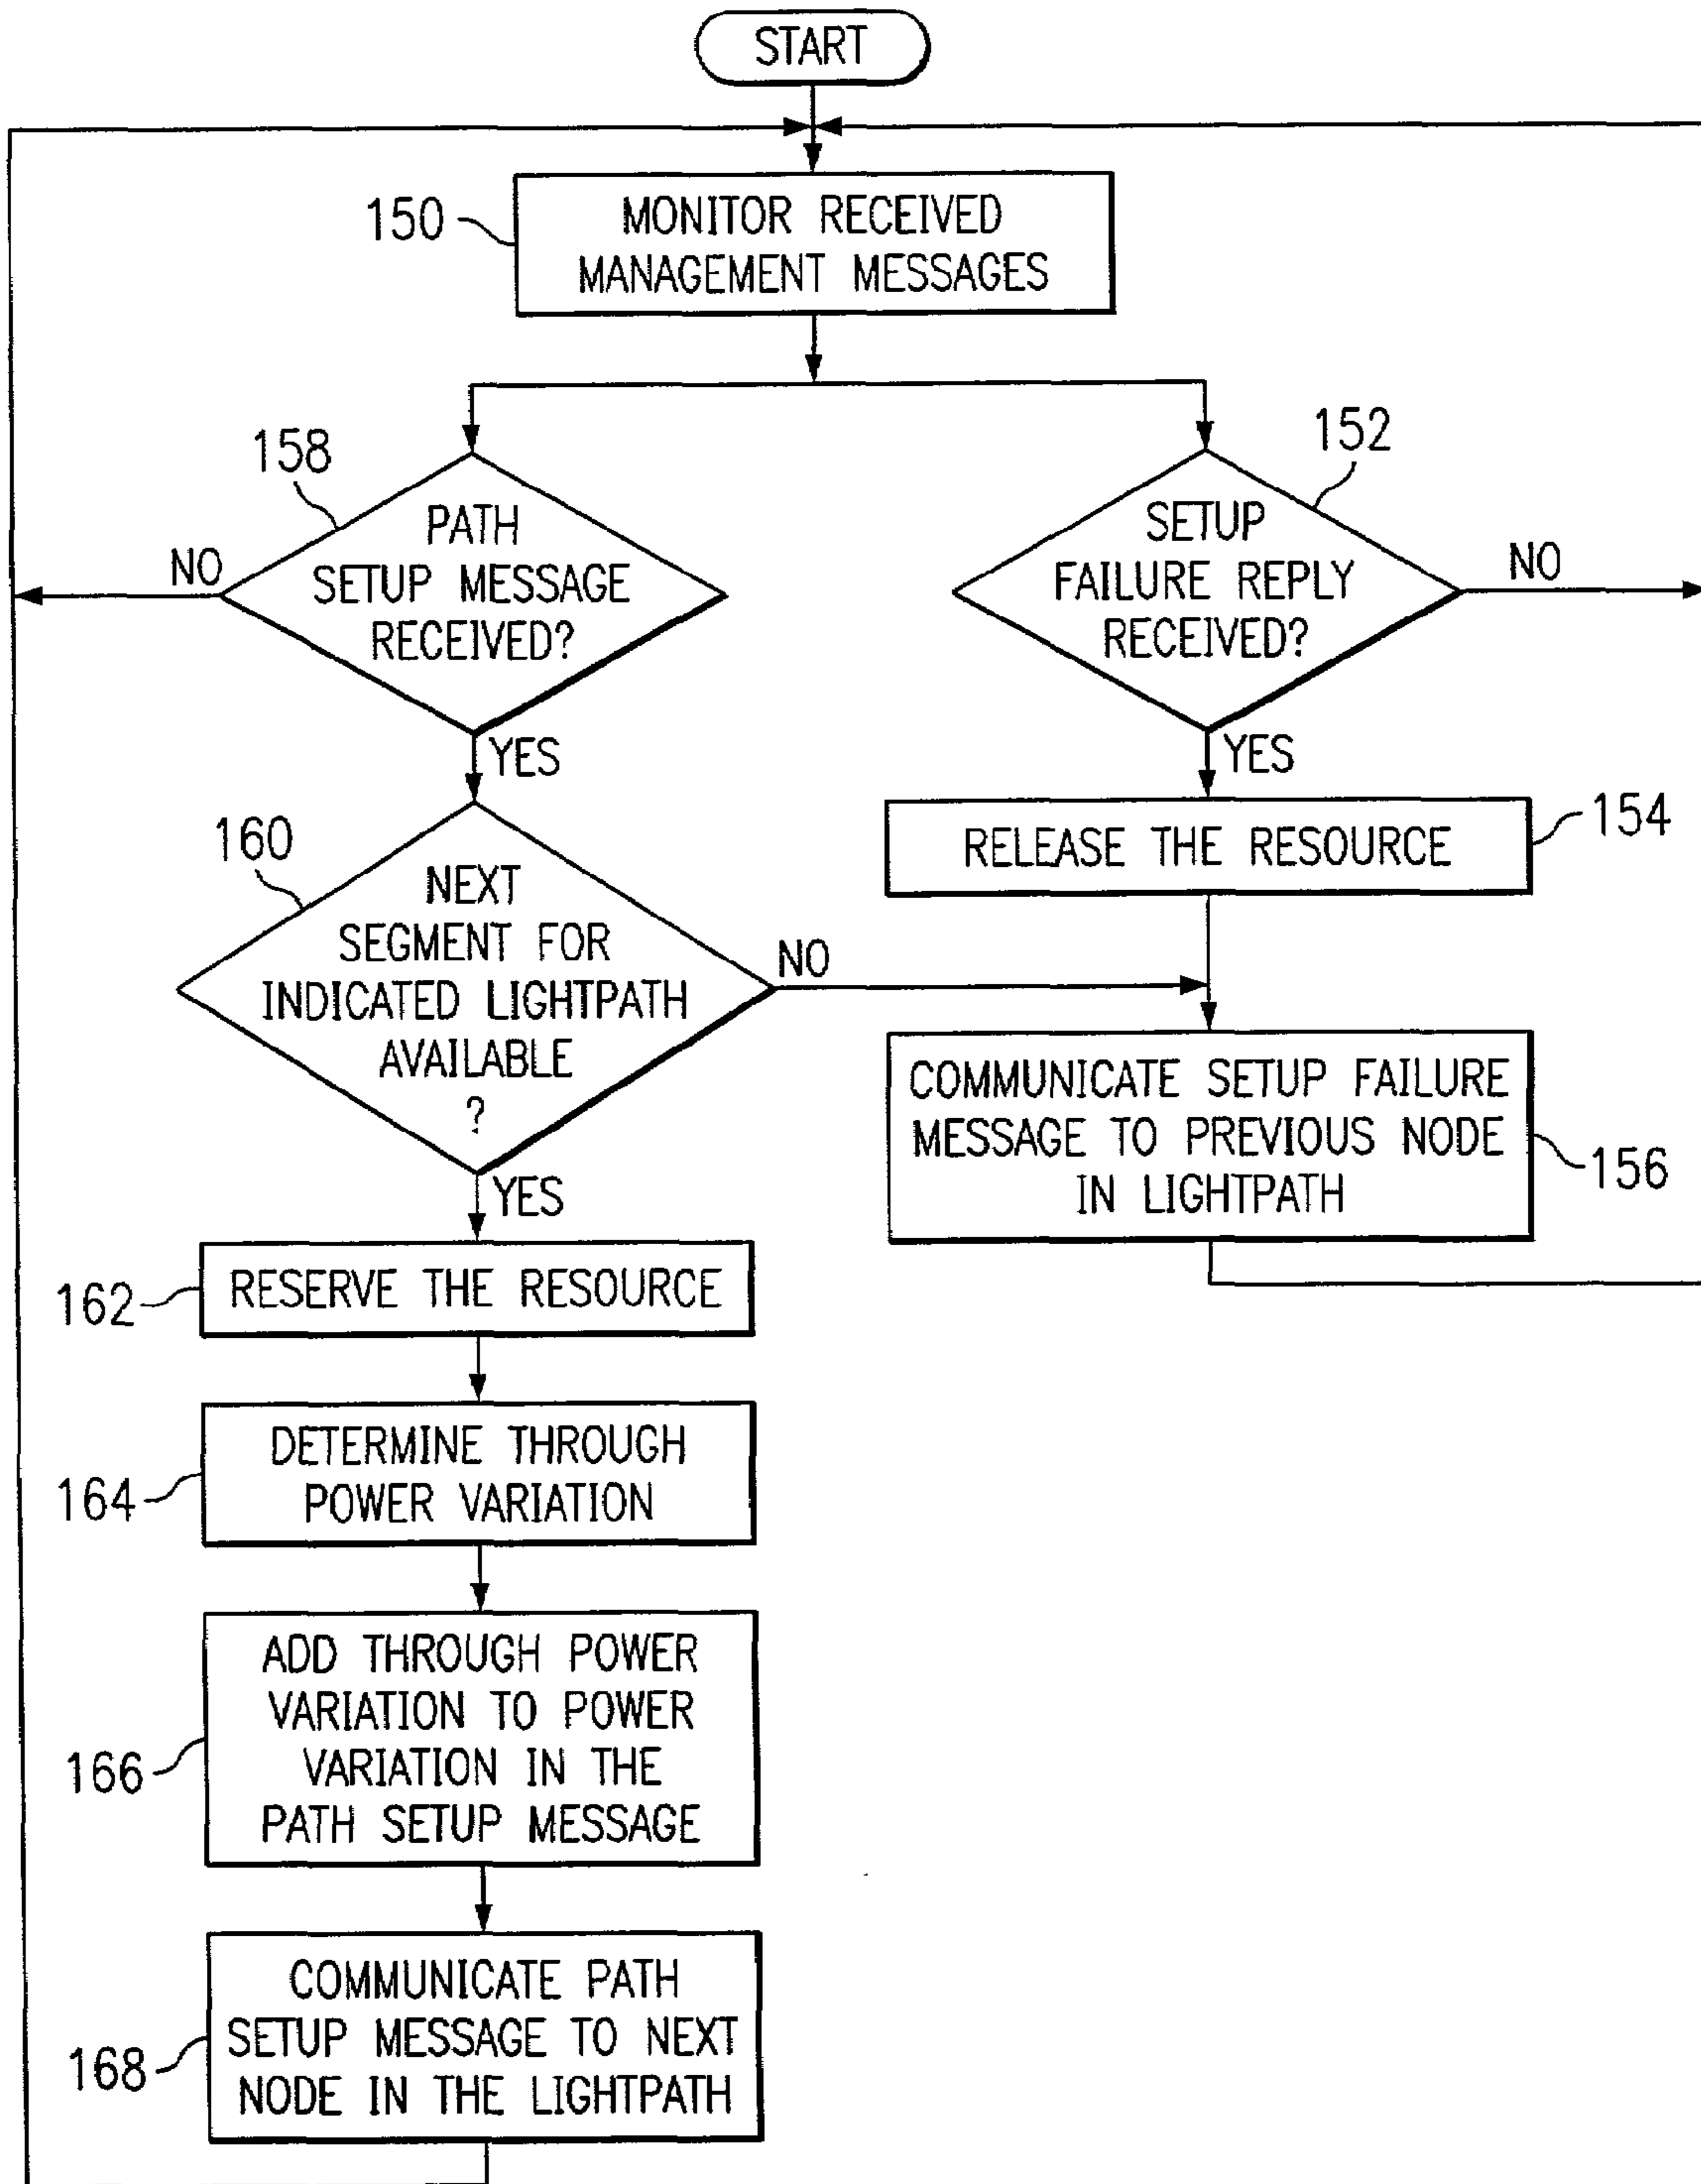 START
150
MONITOR RECEIVED
MANAGEMENT MESSAGES
158
PATH
SETUP MESSAGE
RECEIVED?
NO
YES
152
SETUP
FAILURE REPLY
RECEIVED?
NO
YES
154
RELEASE THE RESOURCE
160
NEXT
SEGMENT FOR
INDICATED LIGHTPATH
AVAILABLE
?
NO
YES
COMMUNICATE SETUP FAILURE
MESSAGE TO PREVIOUS NODE
IN LIGHTPATH
156
162
RESERVE THE RESOURCE
164
DETERMINE THROUGH
POWER VARIATION
166
ADD THROUGH POWER
VARIATION TO POWER
VARIATION IN THE
PATH SETUP MESSAGE
168
COMMUNICATE PATH
SETUP MESSAGE TO NEXT
NODE IN THE LIGHTPATH